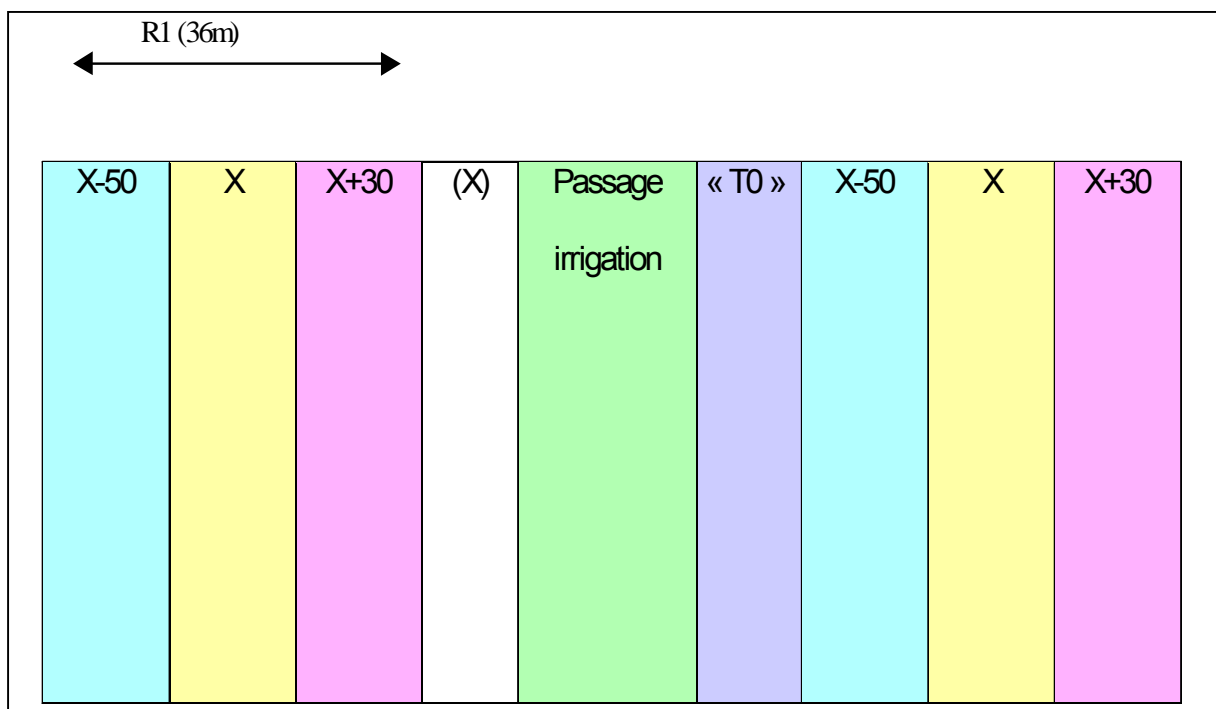 R1 (36m)
X-50 X X+30 (X) Passage « T0 » X-50 X X+30
irrigation